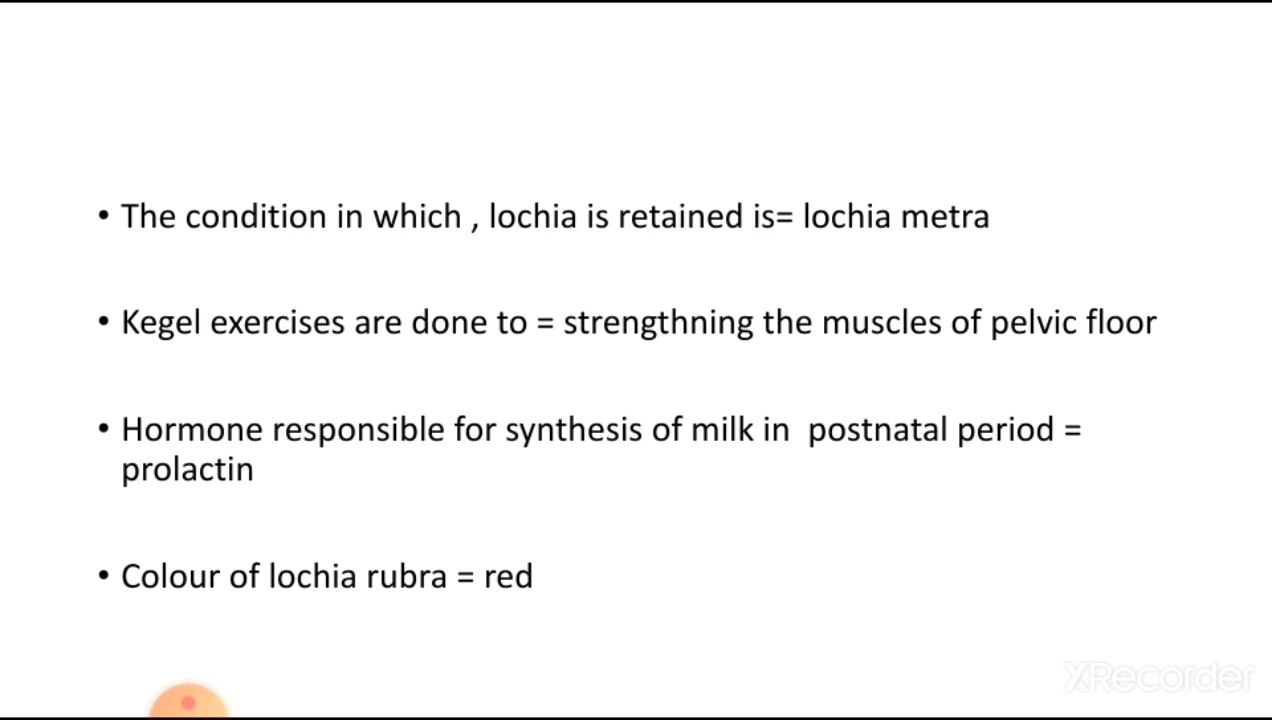 • The condition in which , lochia is retained is= lochia metra
• Kegel exercises are done to = strengthning the muscles of pelvic floor
• Hormone responsible for synthesis of milk in  postnatal period =
prolactin
• Colour of lochia rubra = red
XRecorder